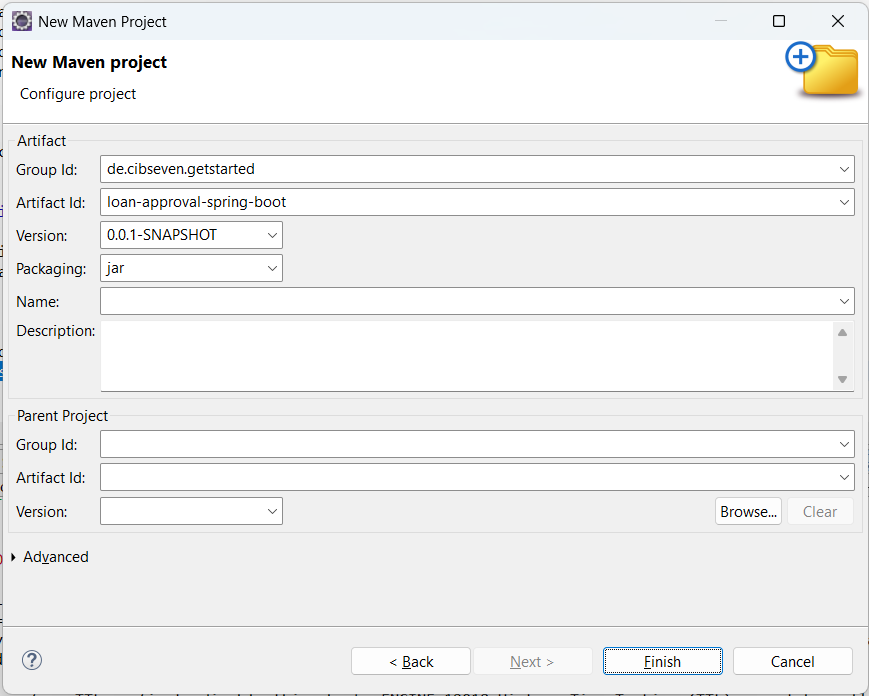 New Maven Project
New Maven project
Configure project
Artifact
Group Id: de.cibseven.getstarted
Artifact Id: loan-approval-spring-boot
Version: 0.0.1-SNAPSHOT
Packaging: jar
Name:
Description:
Parent Project
Group Id:
Artifact Id:
Version:
Browse... Clear
Advanced
? < Back Next > Finish Cancel